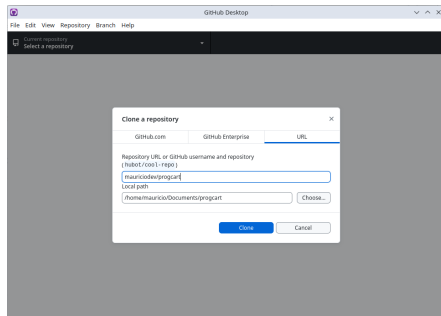 GitHub Desktop
File Edit View Repository Branch Help
Current repository
Select a repository
Clone a repository
GitHub.com GitHub Enterprise URL
Repository URL or GitHub username and repository
(hubot/cool-repo)
mauriciodev/progcart
Local path
/home/mauricio/Documents/progcart Choose...
Clone Cancel